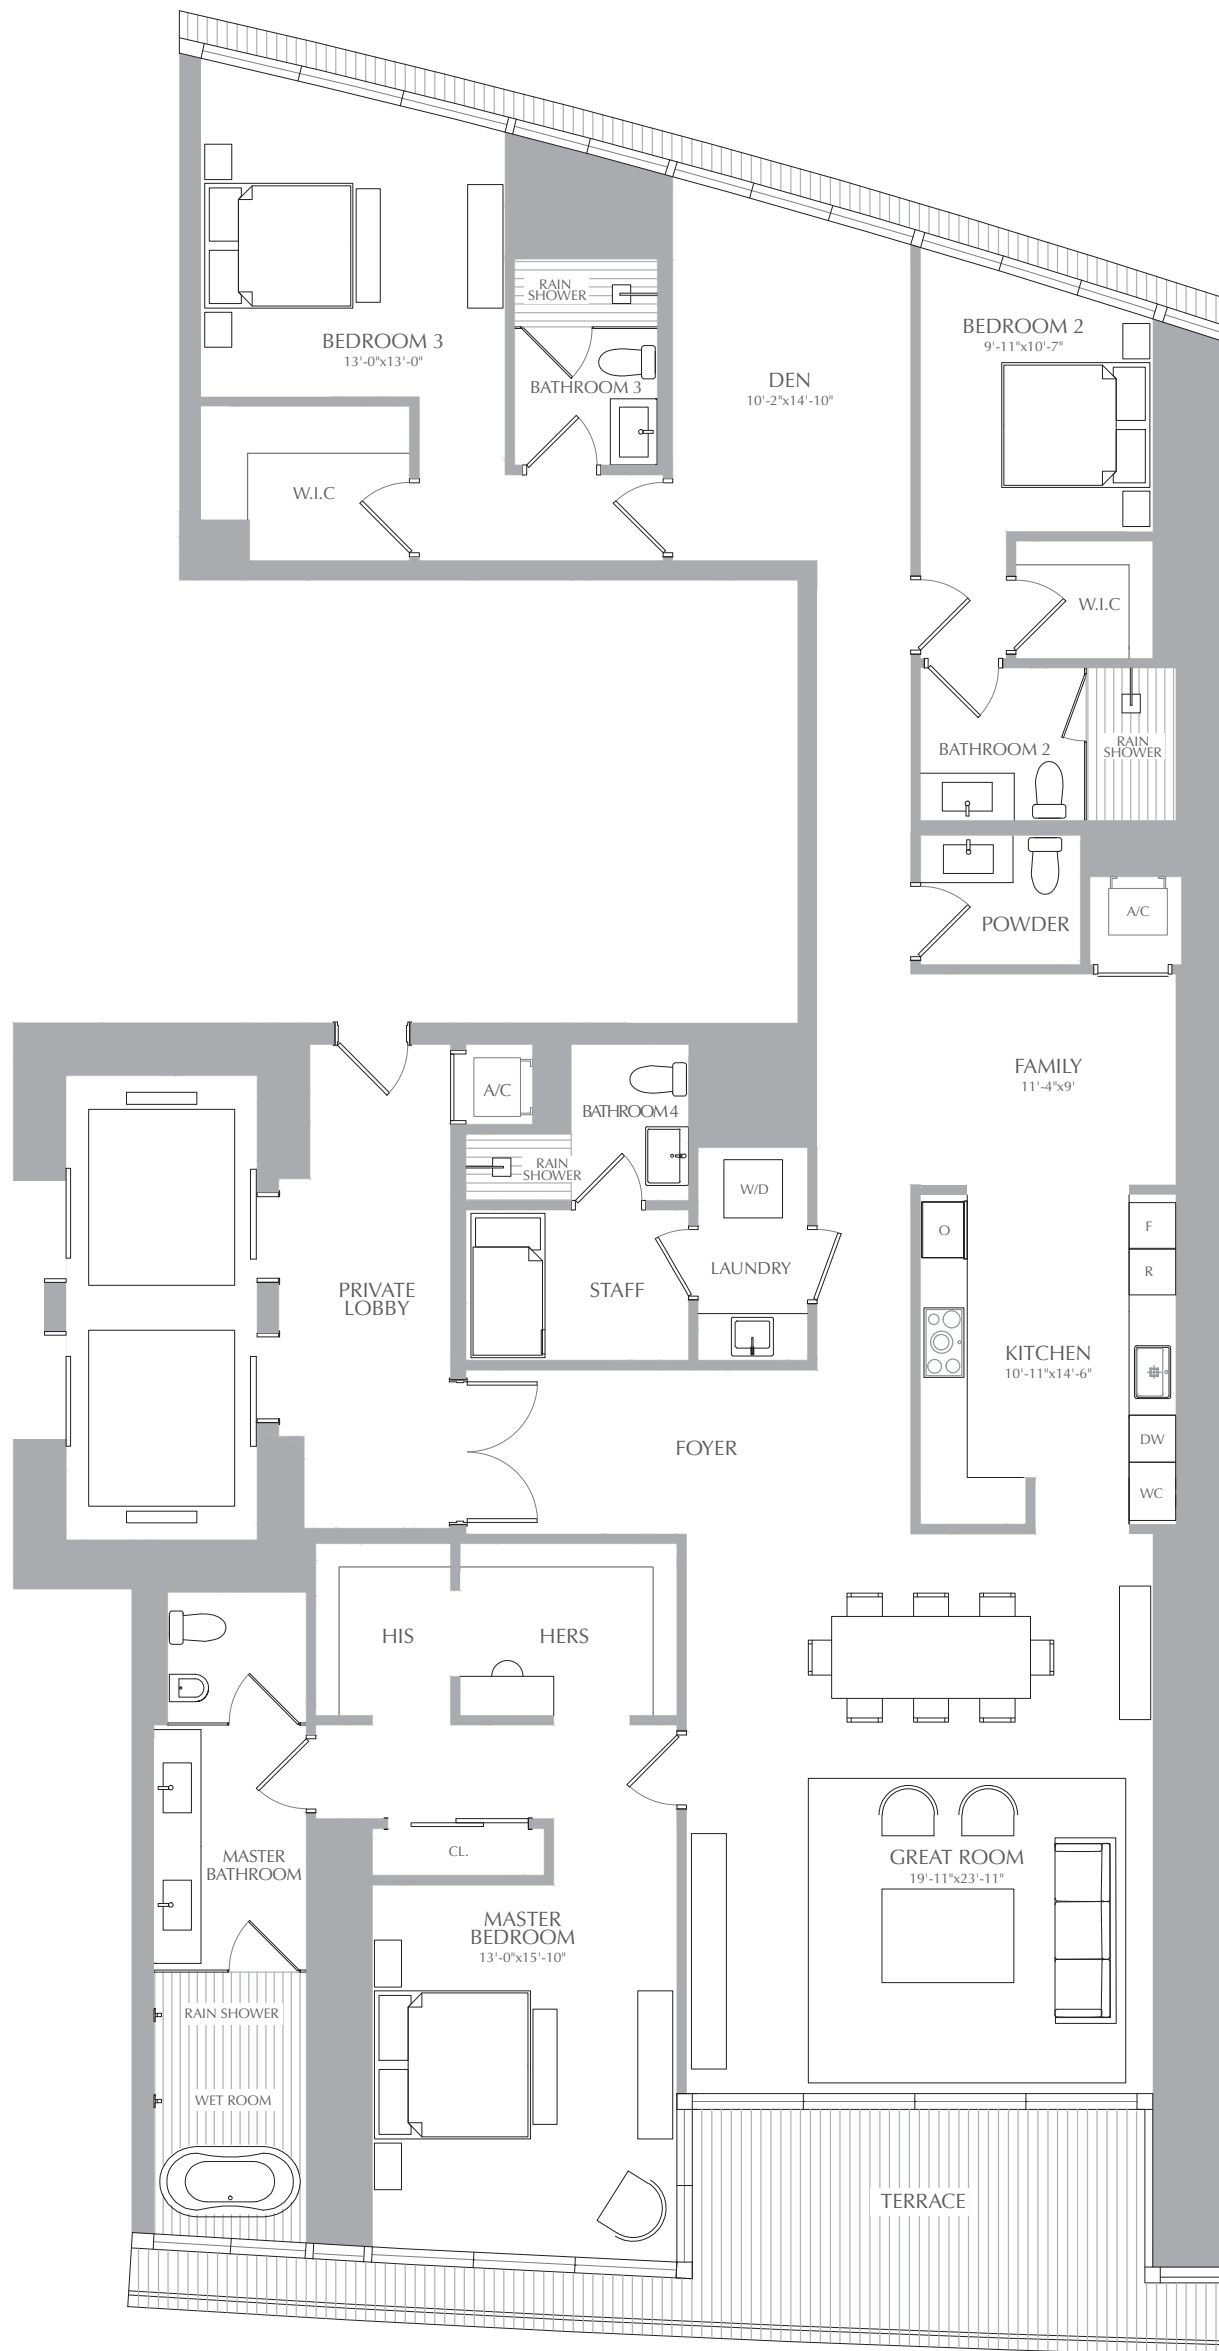 RAIN
SHOWER
BEDROOM 3
13'-0"x13'-0"
BATHROOM 3
BEDROOM 2
9'-11"x10'-7"
DEN
10'-2"x14'-10"
W.I.C
W.I.C
BATHROOM 2
RAIN
SHOWER
POWDER
A/C
FAMILY
11'-4"x9'
A/C
BATHROOM 4
RAIN
SHOWER
W/D
O
F
R
LAUNDRY
STAFF
PRIVATE
LOBBY
KITCHEN
10'-11"x14'-6"
DW
WC
FOYER
HIS
HERS
CL.
MASTER
BATHROOM
GREAT ROOM
19'-11"x23'-11"
MASTER
BEDROOM
13'-0"x15'-10"
RAIN SHOWER
WET ROOM
TERRACE